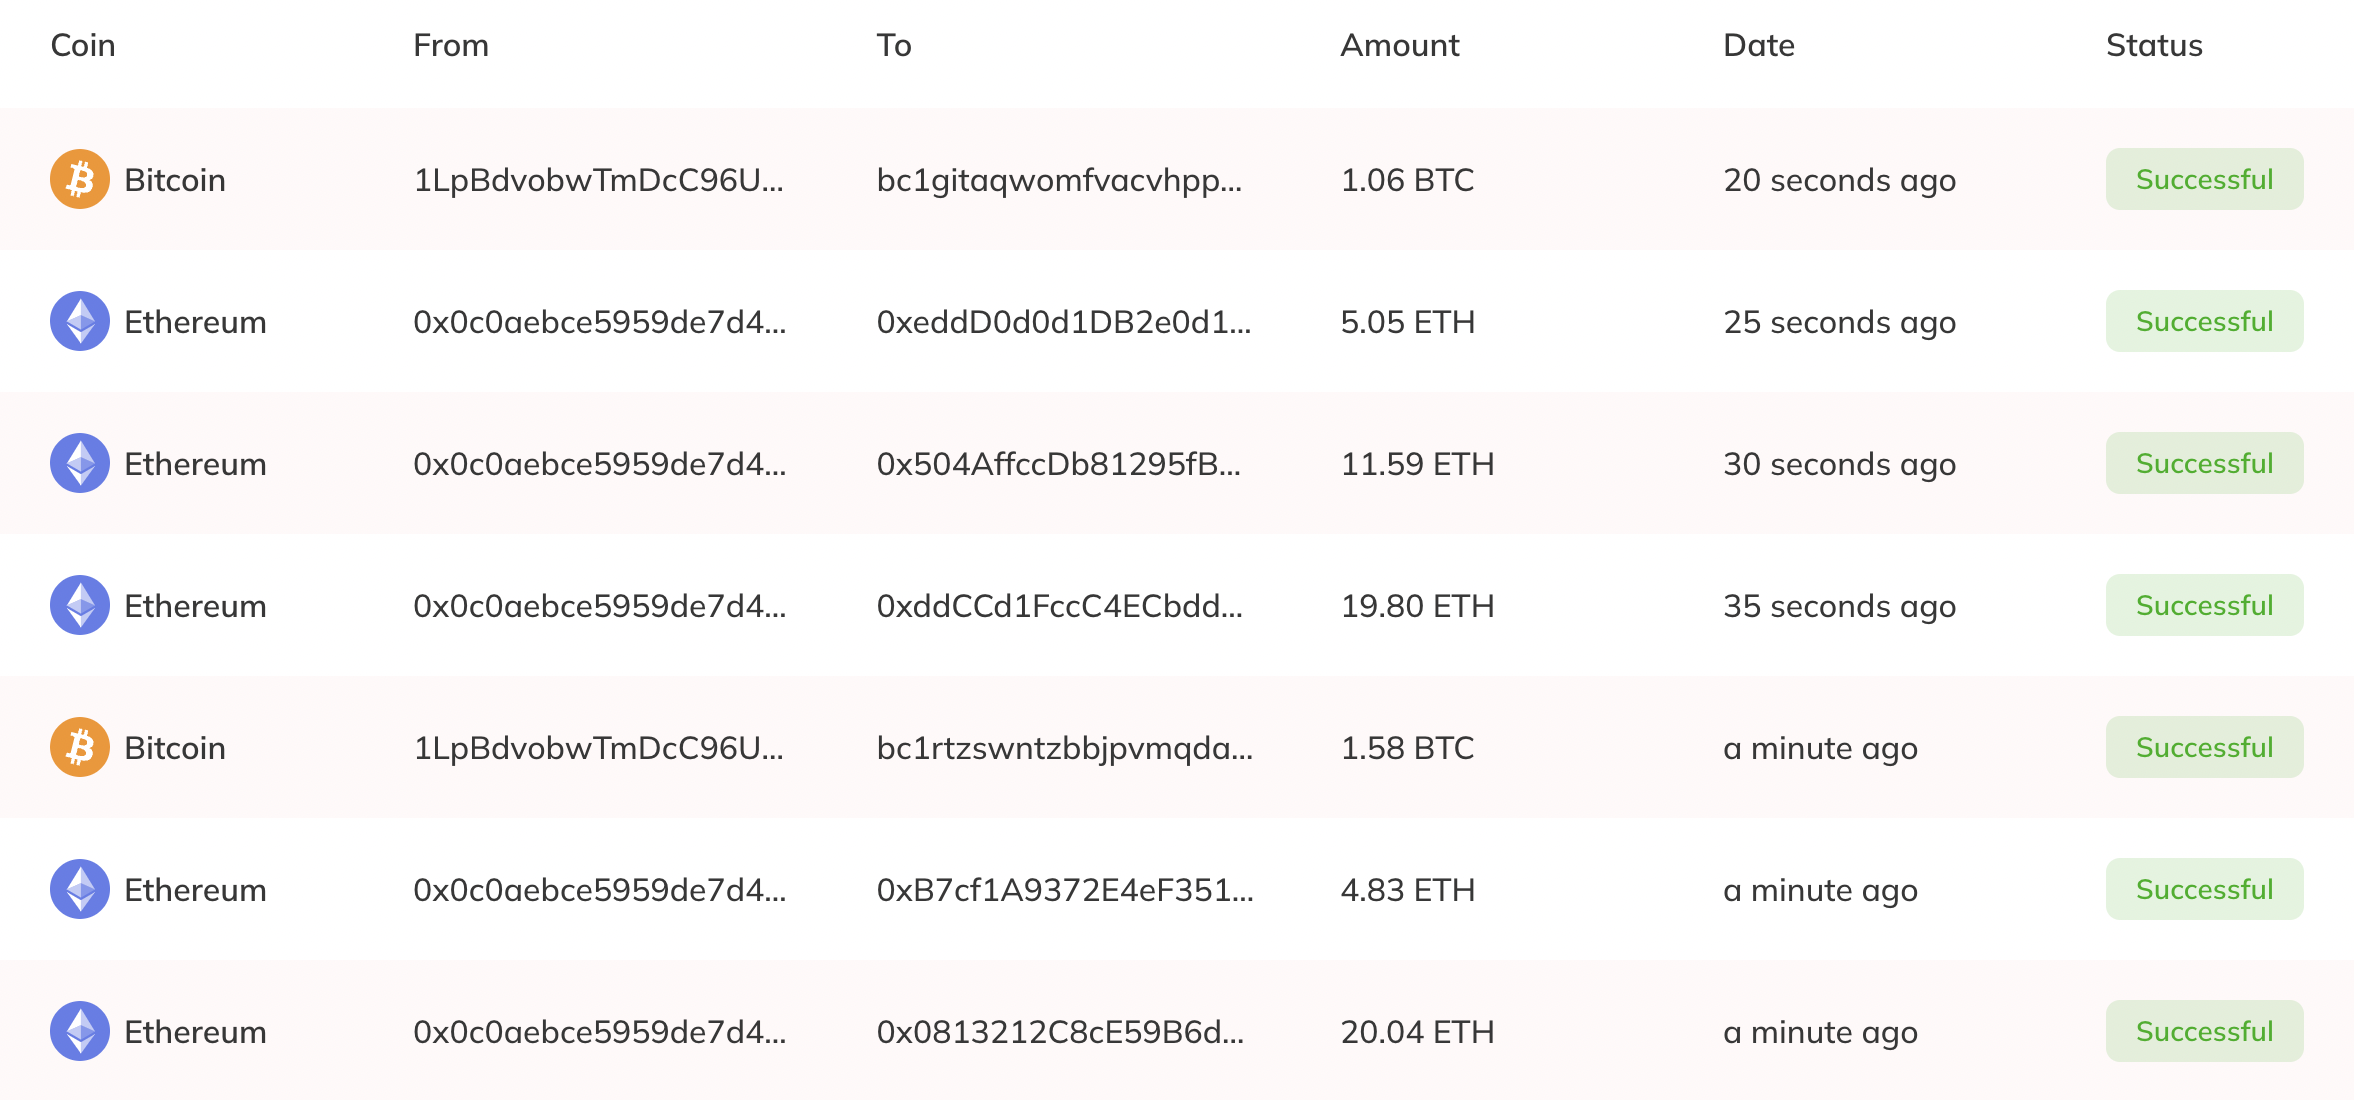 Coin From To Amount Date Status
Bitcoin 1LpBdvobwTmDcC96U... bc1gitaqwomfvacvhpp... 1.06 BTC 20 seconds ago Successful
Ethereum 0x0c0aebce5959de7d4... 0xeddD0d0d1DB2e0d1... 5.05 ETH 25 seconds ago Successful
Ethereum 0x0c0aebce5959de7d4... 0x504AffccDb81295fB... 11.59 ETH 30 seconds ago Successful
Ethereum 0x0c0aebce5959de7d4... 0xddCCd1FccC4ECbdd... 19.80 ETH 35 seconds ago Successful
Bitcoin 1LpBdvobwTmDcC96U... bc1rtzswntzbbjpvmqda... 1.58 BTC a minute ago Successful
Ethereum 0x0c0aebce5959de7d4... 0xB7cf1A9372E4eF351... 4.83 ETH a minute ago Successful
Ethereum 0x0c0aebce5959de7d4... 0x0813212C8cE59B6d... 20.04 ETH a minute ago Successful